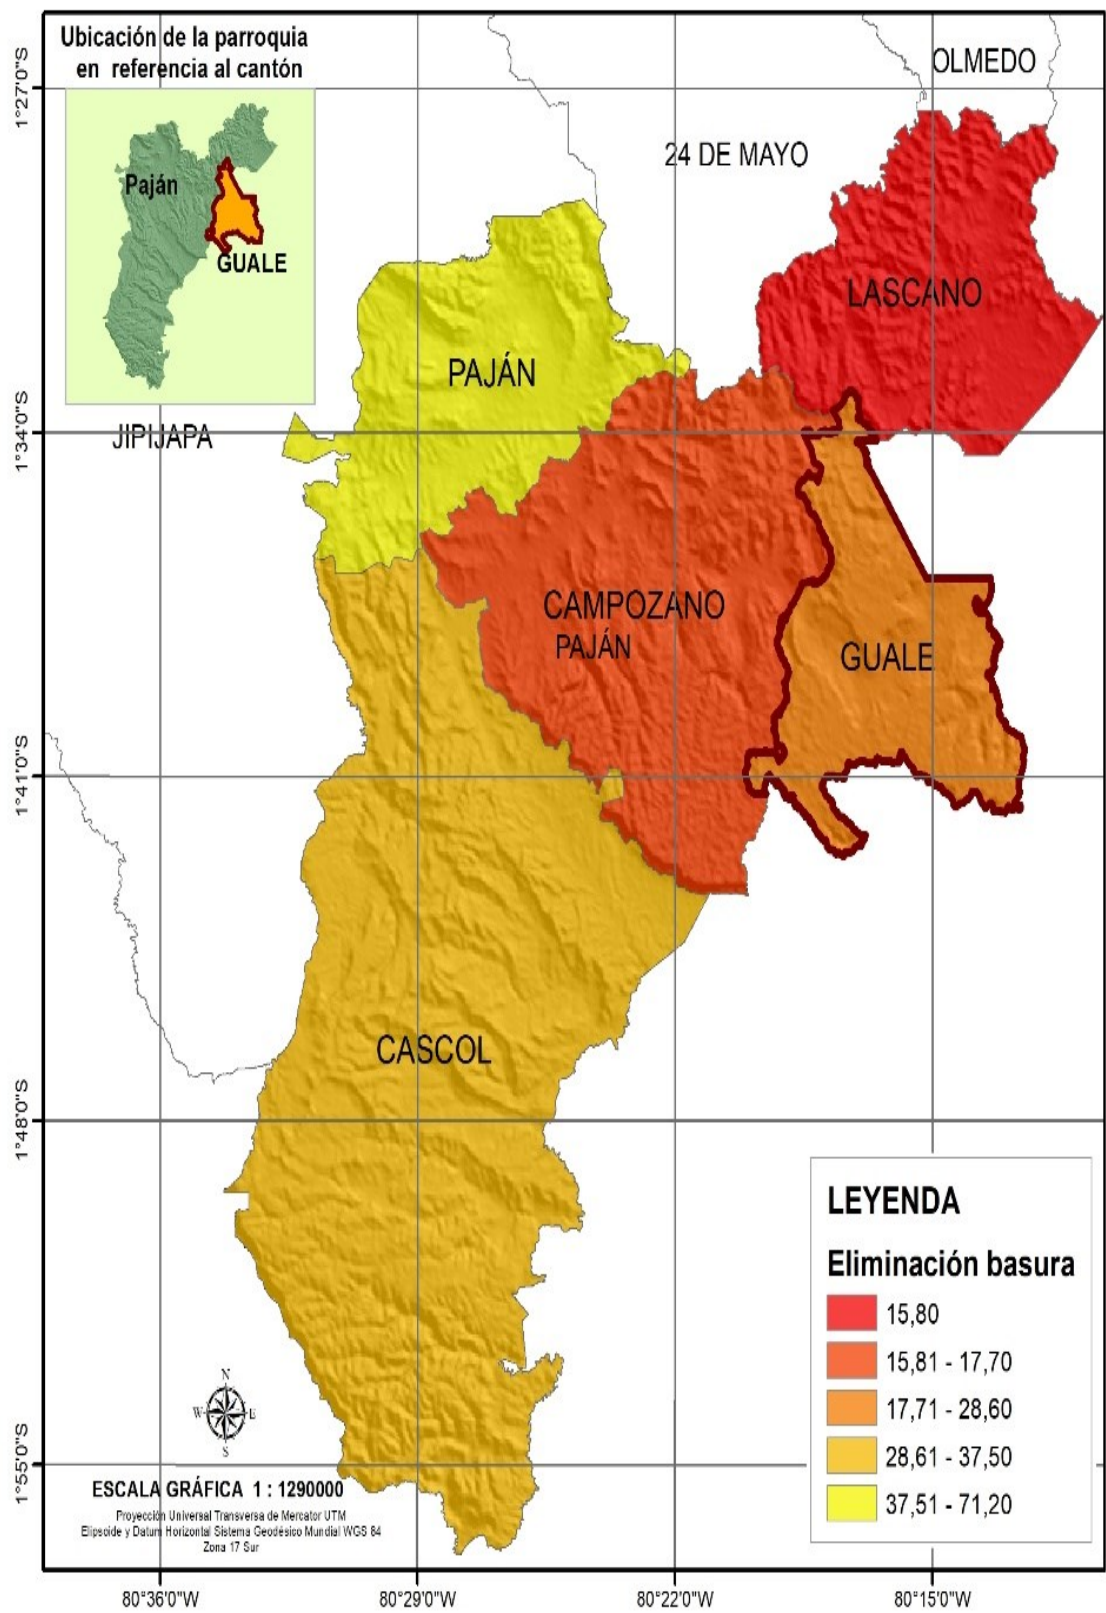 Ubicación de la parroquia
en referencia al cantón
Paján
GUALE
OLMEDO
24 DE MAYO
LASCANO
PAJÁN
JIPIJAPA
CAMPOZANO
PAJÁN
GUALE
CASCOL
1°27'0"S
1°34'0"S
1°41'0"S
1°48'0"S
1°55'0"S
LEYENDA
Eliminación basura
15,80
15,81 - 17,70
17,71 - 28,60
28,61 - 37,50
37,51 - 71,20
N
W E
S
ESCALA GRÁFICA 1 : 1290000
Proyección Universal Transversa de Mercator UTM
Elipsoide y Datum Horizontal Sistema Geodésico Mundial WGS 84
Zona 17 Sur
80°36'0"W 80°29'0"W 80°22'0"W 80°15'0"W